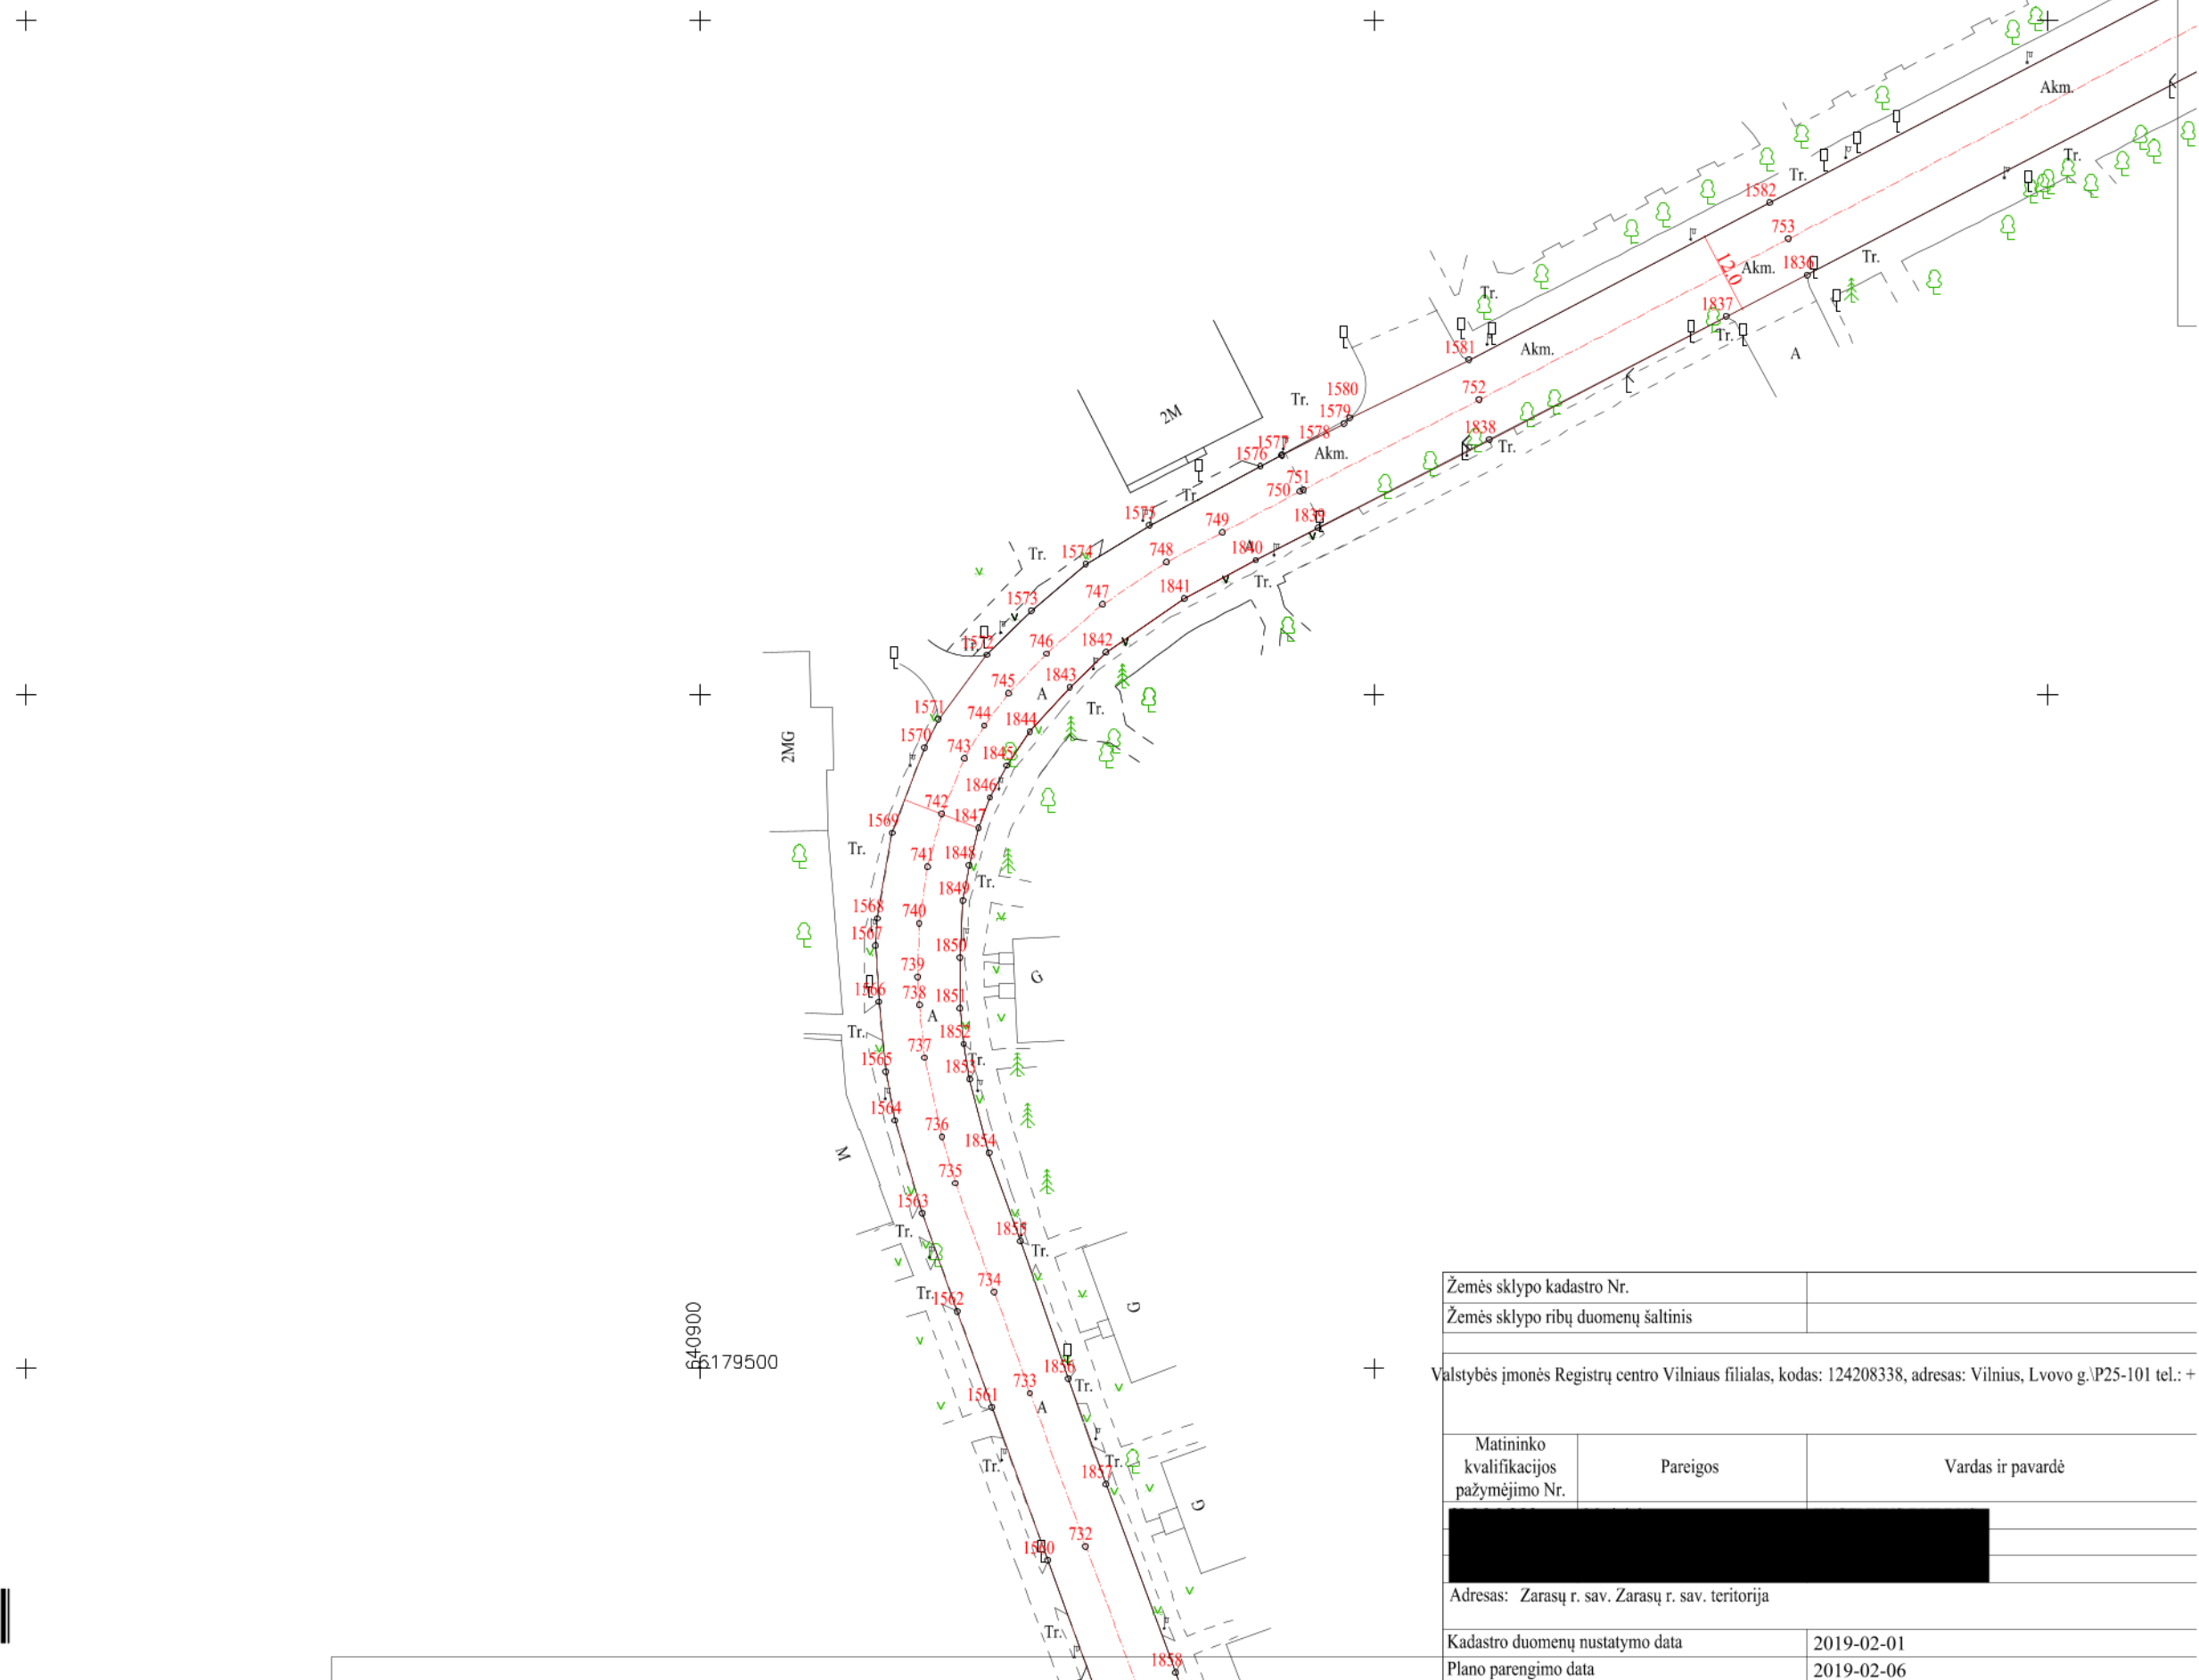 Akm.
Tr.
Tr.
1582
753
Akm.
1836
Tr.
12.0
1837
Tr.
Tr.
A
1581
Akm.
752
1580
Tr.
1579
2M
1578
1577
Akm.
1838
Tr.
1576
751
750
Tr.
1575
1839
749
A
1840
748
Tr.
1574
Tr.
1841
747
1573
1842
746
Tr.
1572
1843
745
A
Tr.
1571
744
1844
2MG
1570
743
1845
1846
742
1847
1569
Tr.
741
1848
Tr.
1849
1568
740
1567
1850
G
739
1566
738
1851
A
Tr.
1852
737
Tr.
1565
1853
1564
736
1854
M
735
1563
1855
Tr.
Tr.
734
Tr.
1562
G
640900
6179500
1856
733
Tr.
1561
A
Tr.
Tr.
1857
G
732
1560
Tr.
1858
Žemės sklypo kadastro Nr.
Žemės sklypo ribų duomenų šaltinis
Valstybės įmonės Registrų centro Vilniaus filialas, kodas: 124208338, adresas: Vilnius, Lvovo g.\P25-101 tel.: +
Matininko
kvalifikacijos
pažymėjimo Nr.
Pareigos
Vardas ir pavardė
Adresas: Zarasų r. sav. Zarasų r. sav. teritorija
Kadastro duomenų nustatymo data
2019-02-01
Plano parengimo data
2019-02-06